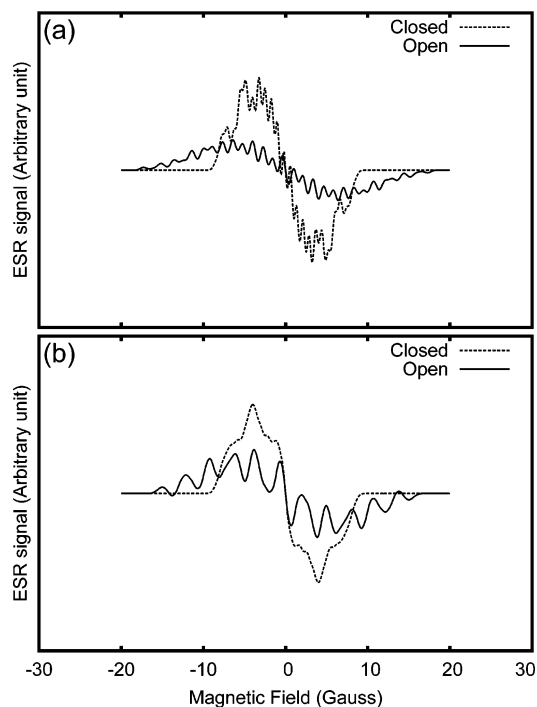 (a)
Closed
Open
ESR signal (Arbitrary unit)
(b)
Closed
Open
ESR signal (Arbitrary unit)
-30 -20 -10 0 10 20 30
Magnetic Field (Gauss)